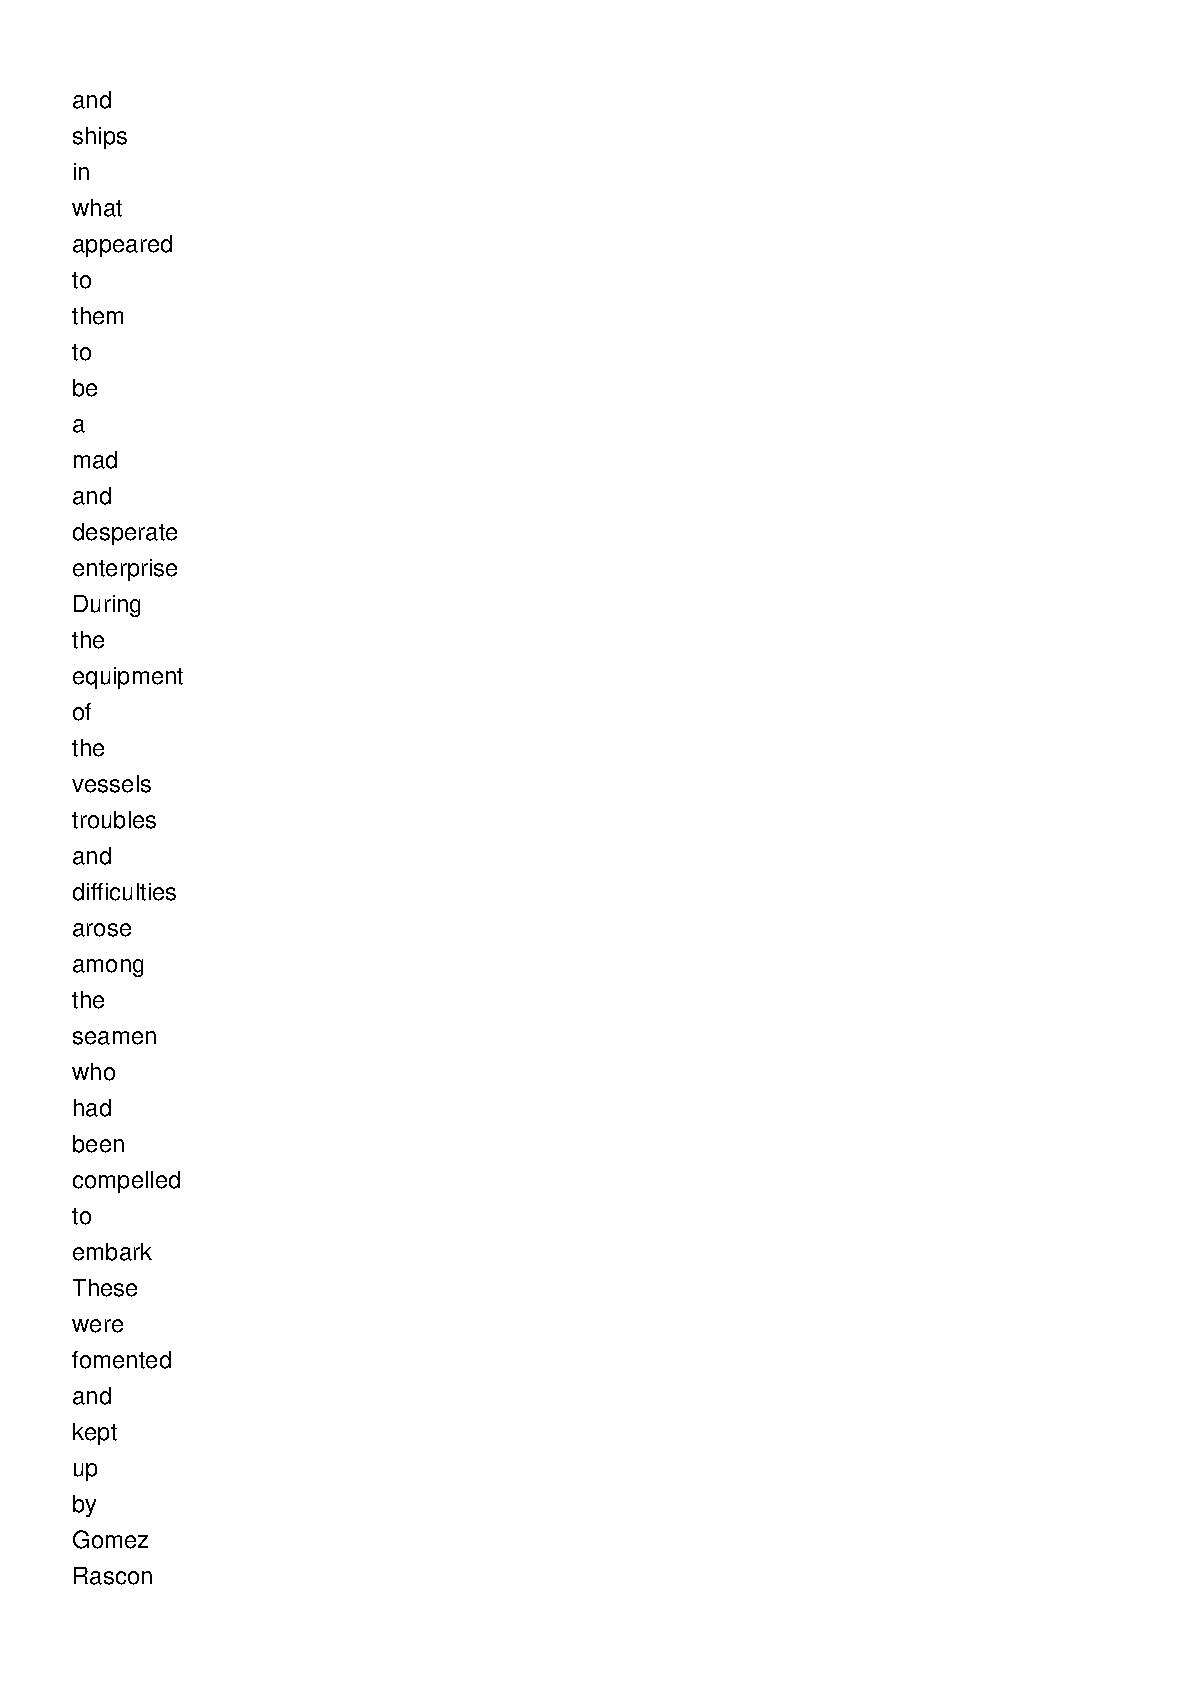 and
ships
in
what
appeared
to
them
to
be
a
mad
and
desperate
enterprise
During
the
equipment
of
the
vessels
troubles
and
difficulties
arose
among
the
seamen
who
had
been
compelled
to
embark
These
were
fomented
and
kept
up
by
Gomez
Rascon